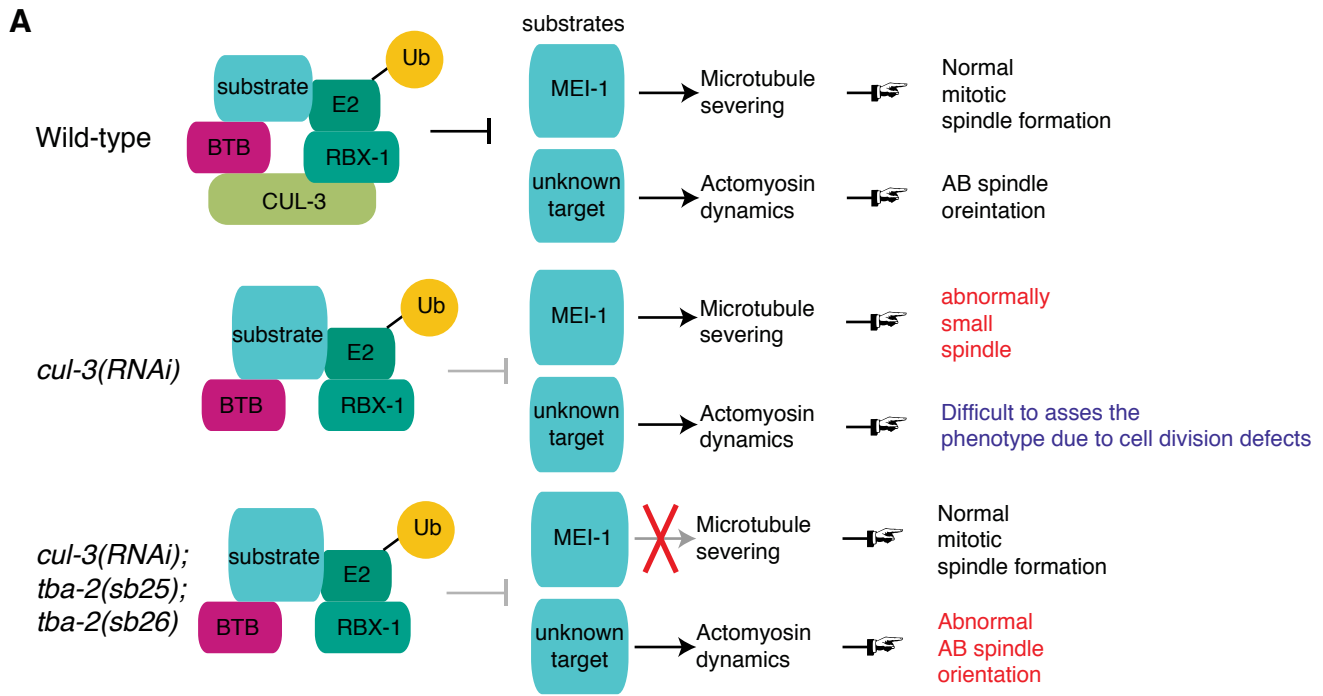 A
Wild-type
substrate
Ub
E2
BTB
RBX-1
CUL-3
substrates
MEI-1
Microtubule
severing
Normal
mitotic
spindle formation
unknown
target
Actomyosin
dynamics
AB spindle
oreintation
cul-3(RNAi)
substrate
Ub
E2
BTB
RBX-1
MEI-1
Microtubule
severing
abnormally
small
spindle
unknown
target
Actomyosin
dynamics
Difficult to asses the
phenotype due to cell division defects
cul-3(RNAi);
tba-2(sb25);
tba-2(sb26)
substrate
Ub
E2
BTB
RBX-1
MEI-1
Microtubule
severing
Normal
mitotic
spindle formation
unknown
target
Actomyosin
dynamics
Abnormal
AB spindle
orientation